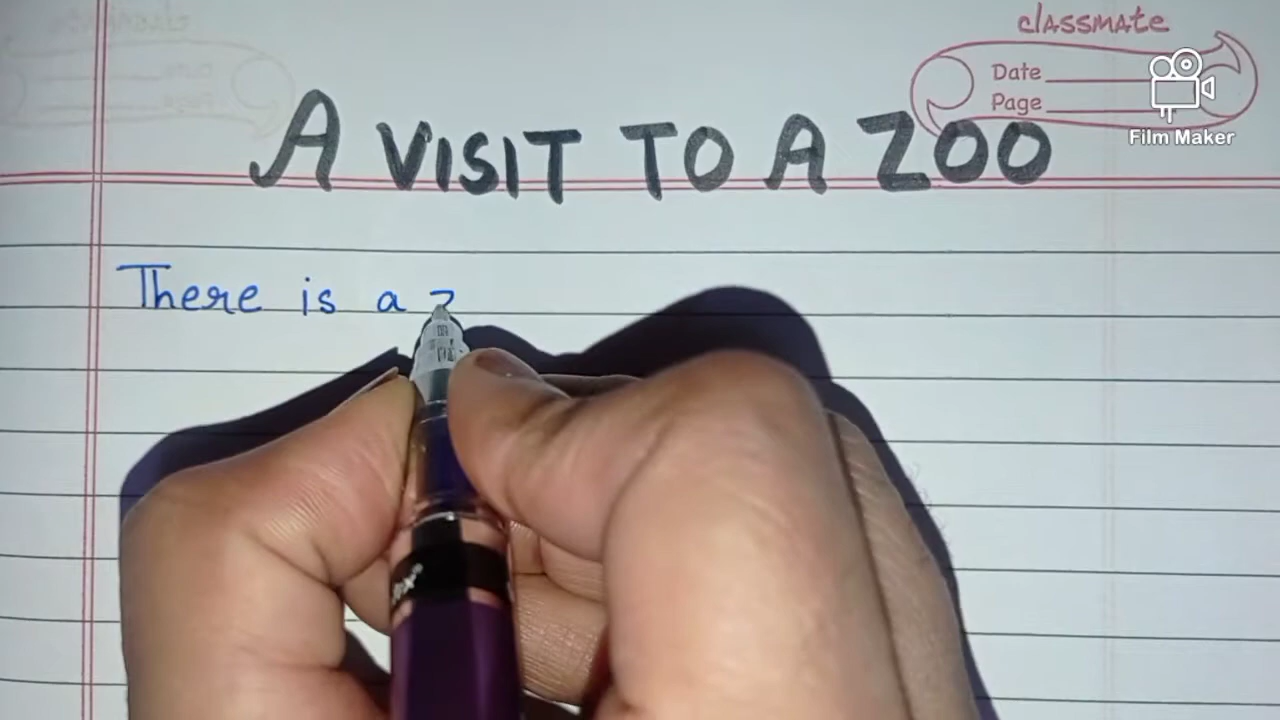 classmate
Date
Page
Film Maker
A VISIT TO A ZOO
There is a z